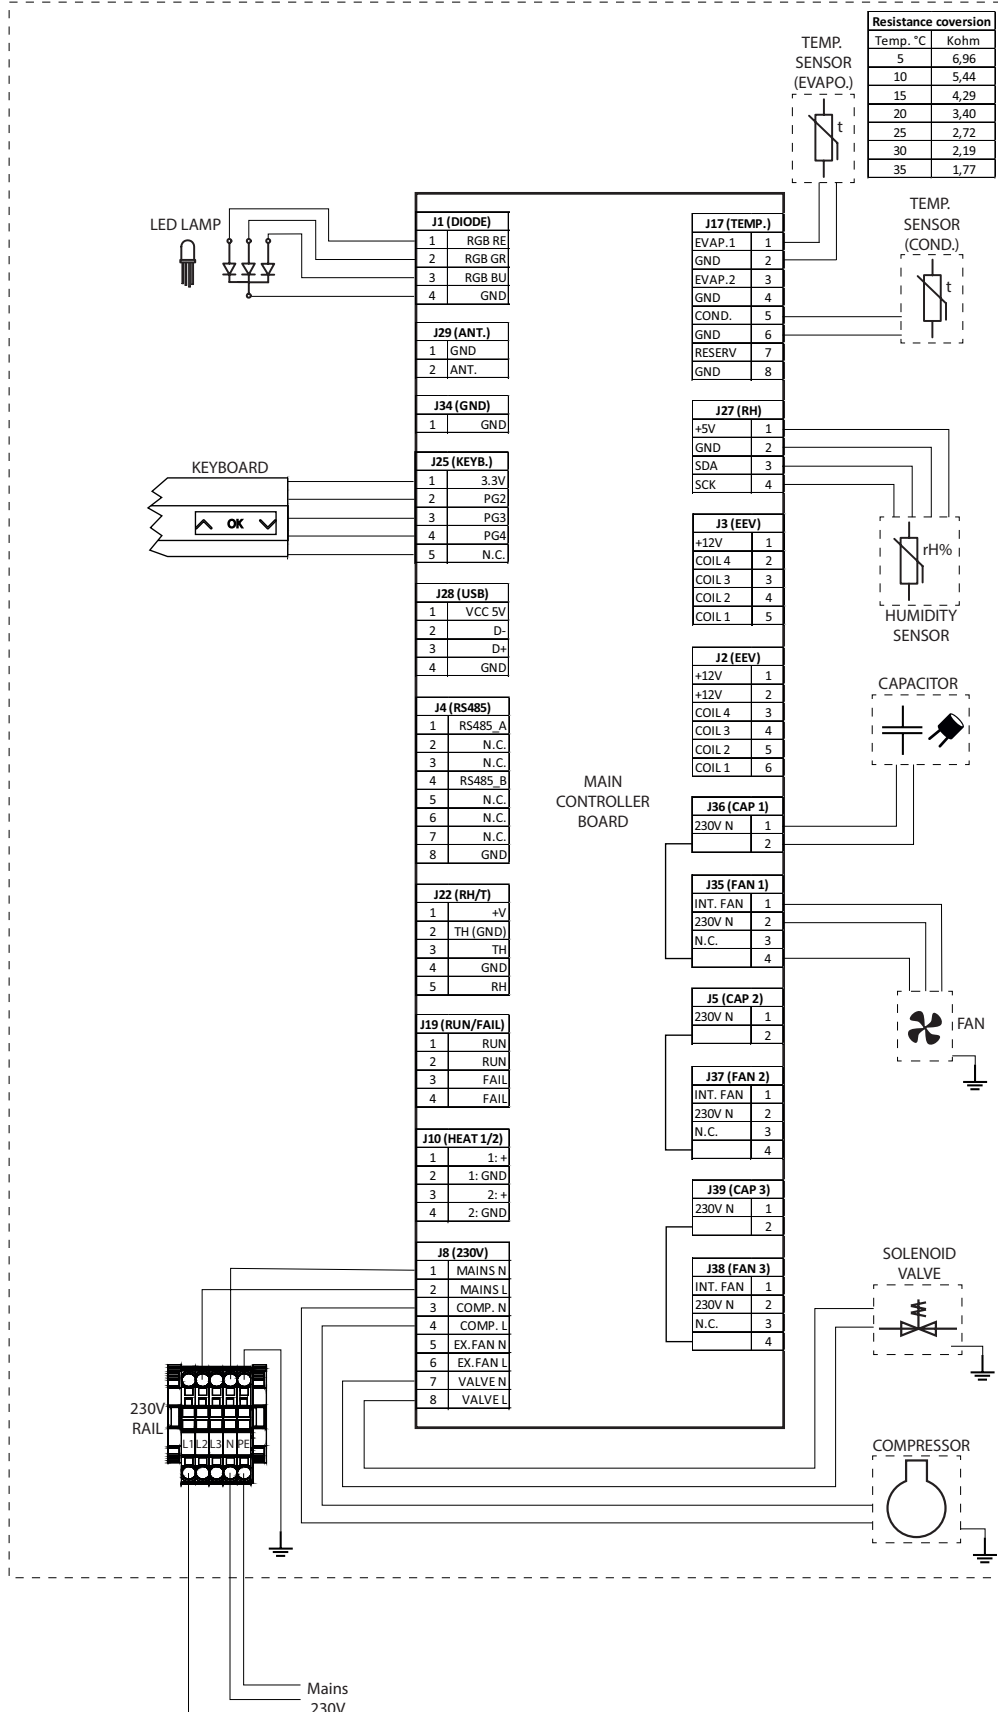 Resistance coversion
Temp. °C Kohm
5 6,96
10 5,44
15 4,29
20 3,40
25 2,72
30 2,19
35 1,77
TEMP.
SENSOR
(EVAPO.)
t
TEMP.
SENSOR
(COND.)
t
LED LAMP
J1 (DIODE)
1 RGB RE
2 RGB GR
3 RGB BU
4 GND
J29 (ANT.)
1 GND
2 ANT.
J34 (GND)
1 GND
KEYBOARD
OK
J25 (KEYB.)
1 3.3V
2 PG2
3 PG3
4 PG4
5 N.C.
J28 (USB)
1 VCC 5V
2 D-
3 D+
4 GND
J4 (RS485)
1 RS485_A
2 N.C.
3 N.C.
4 RS485_B
5 N.C.
6 N.C.
7 N.C.
8 GND
J22 (RH/T)
1 +V
2 TH (GND)
3 TH
4 GND
5 RH
J19 (RUN/FAIL)
1 RUN
2 RUN
3 FAIL
4 FAIL
J10 (HEAT 1/2)
1 1: +
2 1: GND
3 2: +
4 2: GND
J8 (230V)
1 MAINS N
2 MAINS L
3 COMP. N
4 COMP. L
5 EX.FAN N
6 EX.FAN L
7 VALVE N
8 VALVE L
MAIN
CONTROLLER
BOARD
J17 (TEMP.)
EVAP.1 1
GND 2
EVAP.2 3
GND 4
COND. 5
GND 6
RESERV 7
GND 8
J27 (RH)
+5V 1
GND 2
SDA 3
SCK 4
J3 (EEV)
+12V 1
COIL 4 2
COIL 3 3
COIL 2 4
COIL 1 5
J2 (EEV)
+12V 1
+12V 2
COIL 4 3
COIL 3 4
COIL 2 5
COIL 1 6
J36 (CAP 1)
230V N 1
2
J35 (FAN 1)
INT. FAN 1
230V N 2
N.C. 3
4
J5 (CAP 2)
230V N 1
2
J37 (FAN 2)
INT. FAN 1
230V N 2
N.C. 3
4
J39 (CAP 3)
230V N 1
2
J38 (FAN 3)
INT. FAN 1
230V N 2
N.C. 3
4
rH%
HUMIDITY
SENSOR
CAPACITOR
FAN
SOLENOID
VALVE
COMPRESSOR
230V
RAIL
L1 L2 L3 N PE
Mains
230V